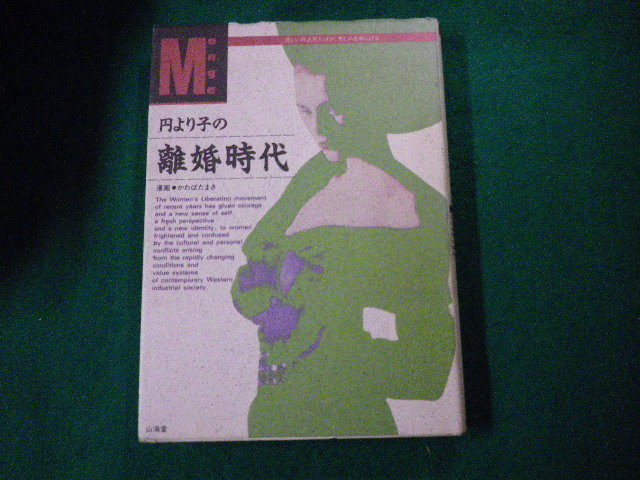 M
円より子の
離婚時代
漫画●かわばたまき
The Women's Liberation movement
of recent years has given courage
and a new sense of self,
a fresh perspective
and a new identity, to women
frightened and confused
by the cultural and personal
conflicts arising
from the rapidly changing
conditions and
value systems
of contemporary Western
industrial society.
山海堂